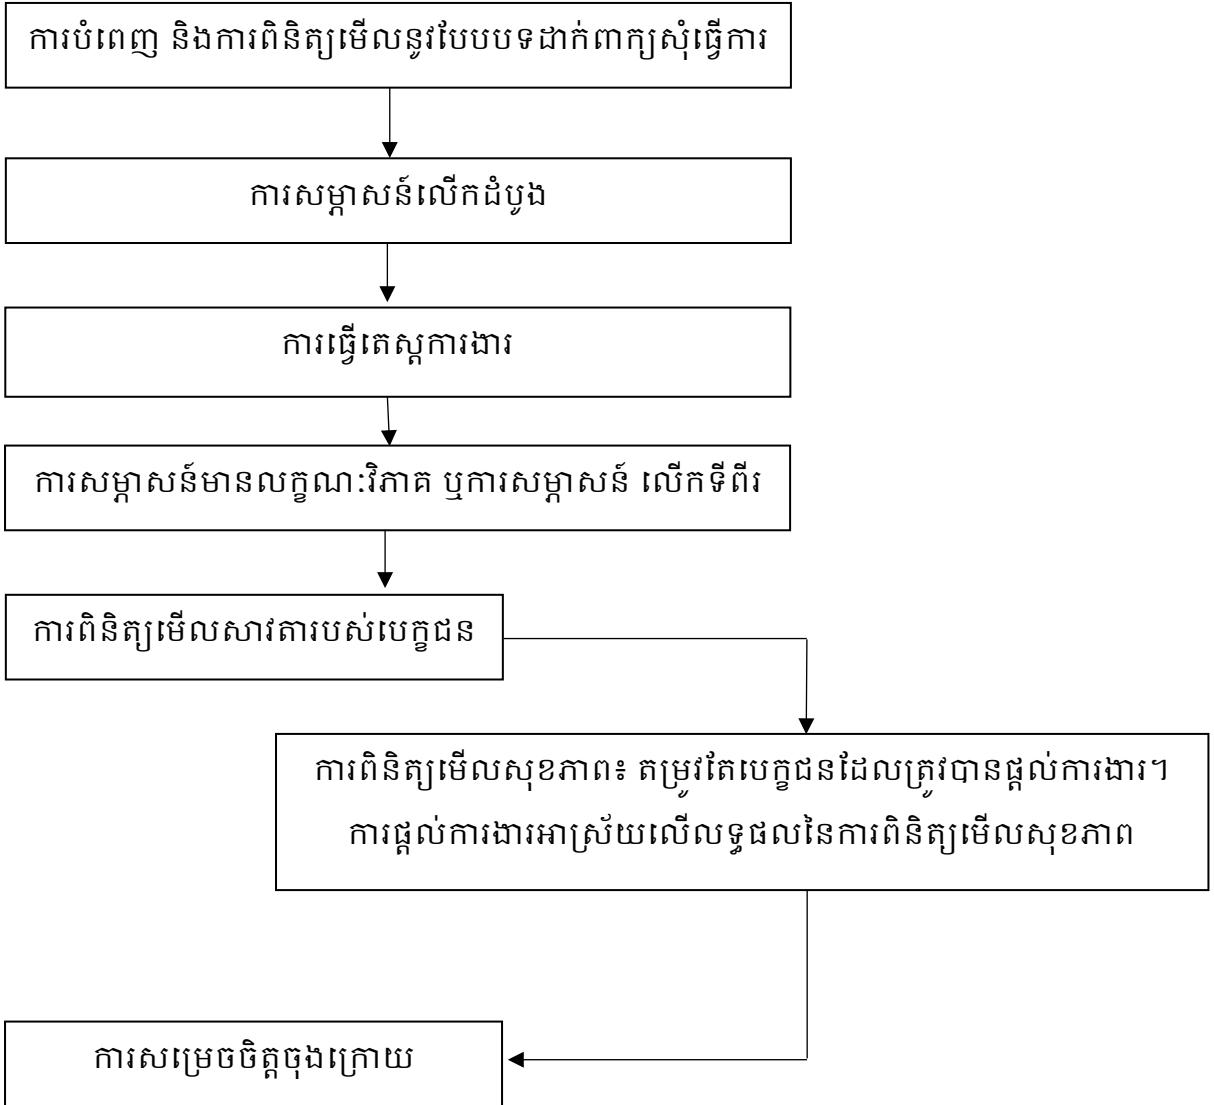 ការបំពេញ និងការពិនិត្យមើលនូវបែបបទដាក់ពាក្យសុំធ្វើការ
ការសម្ភាសន៍លើកដំបូង
ការធ្វើតេស្តការងារ
ការសម្ភាសន៍មានលក្ខណ:វិភាគ ឬការសម្ភាសន៍ លើកទីពីរ
ការពិនិត្យមើលសាវតារបស់បេក្ខជន
ការពិនិត្យមើលសុខភាព៖ តម្រូវតែបេក្ខជនដែលត្រូវបានផ្តល់ការងារ។
ការផ្តល់ការងារអាស្រ័យលើលទ្ធផលនៃការពិនិត្យមើលសុខភាព
ការសម្រេចចិត្តចុងក្រោយ